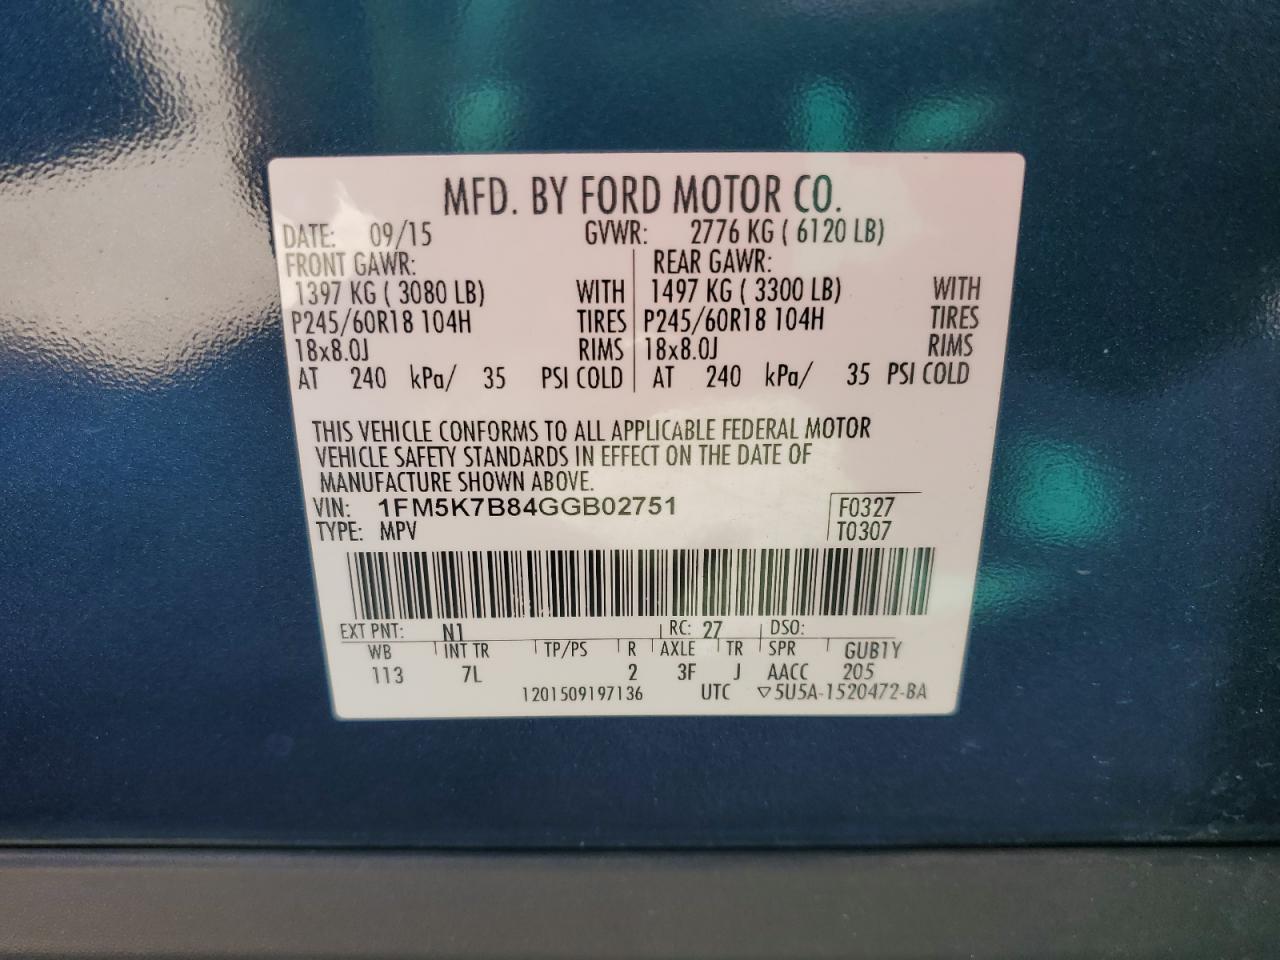 MFD. BY FORD MOTOR CO.
DATE: 09/15 GVWR: 2776 KG ( 6120 LB)
FRONT GAWR: REAR GAWR:
1397 KG ( 3080 LB) WITH 1497 KG ( 3300 LB) WITH
P245/60R18 104H TIRES P245/60R18 104H TIRES
18x8.0J RIMS 18x8.0J RIMS
AT 240 kPa/ 35 PSI COLD AT 240 kPa/ 35 PSI COLD
THIS VEHICLE CONFORMS TO ALL APPLICABLE FEDERAL MOTOR
VEHICLE SAFETY STANDARDS IN EFFECT ON THE DATE OF
MANUFACTURE SHOWN ABOVE.
VIN: 1FM5K7B84GGB02751 F0327
TYPE: MPV T0307
EXT PNT: N1 RC: 27 DSO:
WB INT TR TP/PS R AXLE TR SPR GUB1Y
113 7L 2 3F J AACC 205
1201509197136 UTC ▽5U5A-1520472-BA